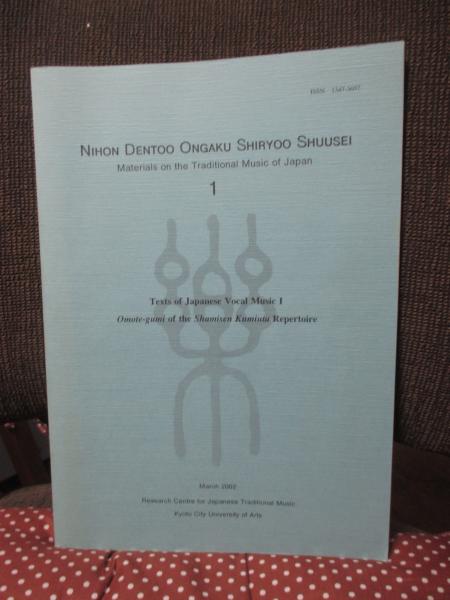 ISSN
NIHON DENTOO ONGAKU SHIRYOO SHUUSEI
Materials on the Traditional Music of Japan
1
Texts of Japanese Vocal Music I
Omote-gumi of the Shamisen Kumiuta Repertoire
March 2002
Research Centre for Japanese Traditional Music
Kyoto City University of Arts